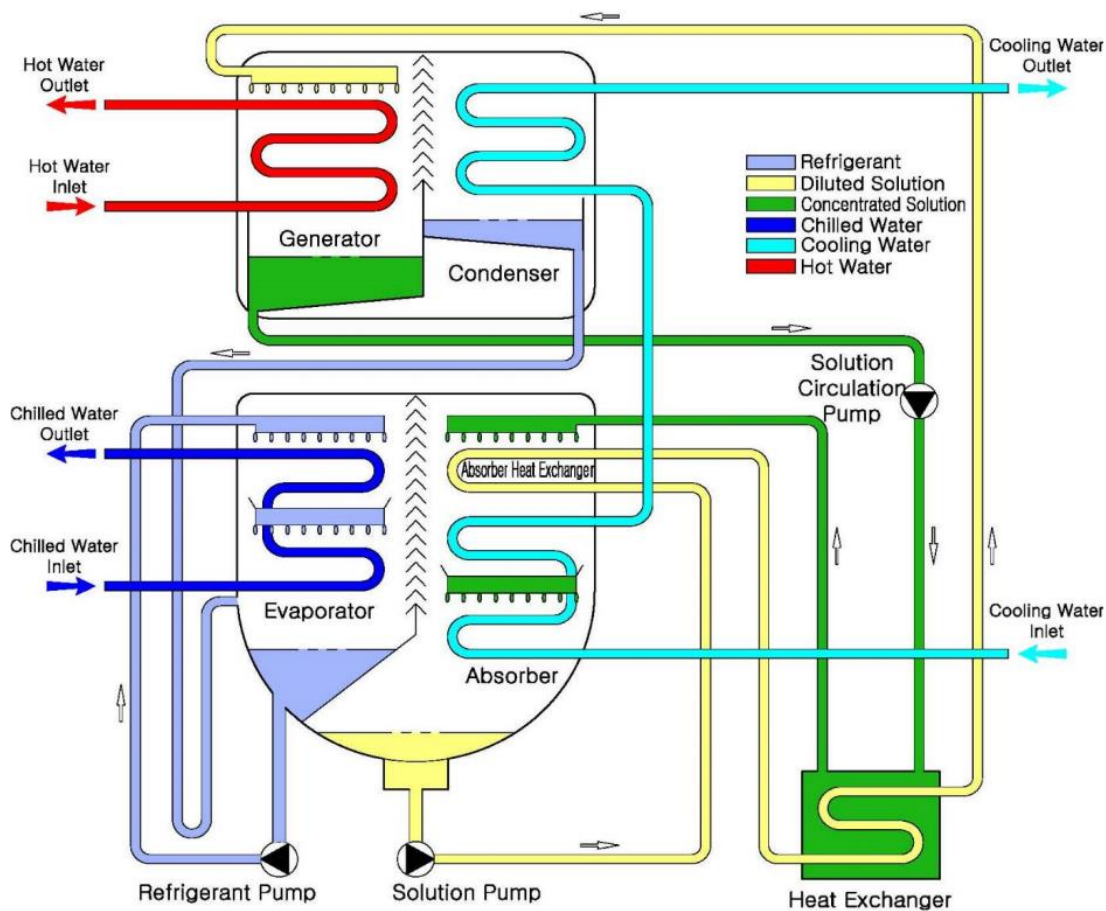 Hot Water
Outlet
Hot Water
Inlet
Cooling Water
Outlet
Refrigerant
Diluted Solution
Concentrated Solution
Chilled Water
Cooling Water
Hot Water
Generator
Condenser
Solution
Circulation
Pump
Chilled Water
Outlet
Chilled Water
Inlet
Absorber Heat Exchanger
Evaporator
Absorber
Cooling Water
Inlet
Refrigerant Pump
Solution Pump
Heat Exchanger